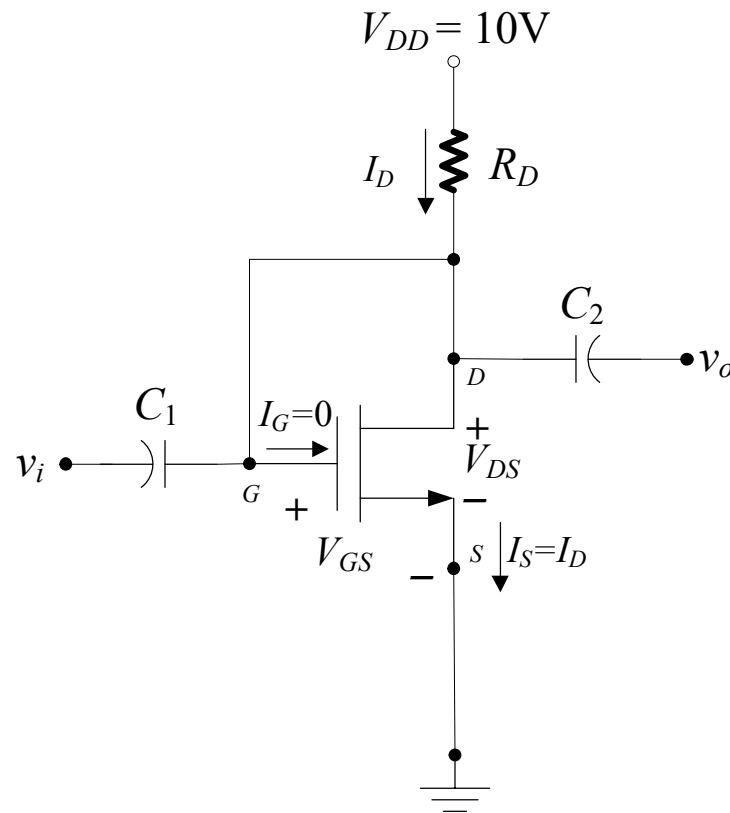 V_DD = 10V
I_D
R_D
C_2
D
v_o
C_1
I_G=0
v_i
G
+
+
V_DS
−
V_GS
S
I_S=I_D
−